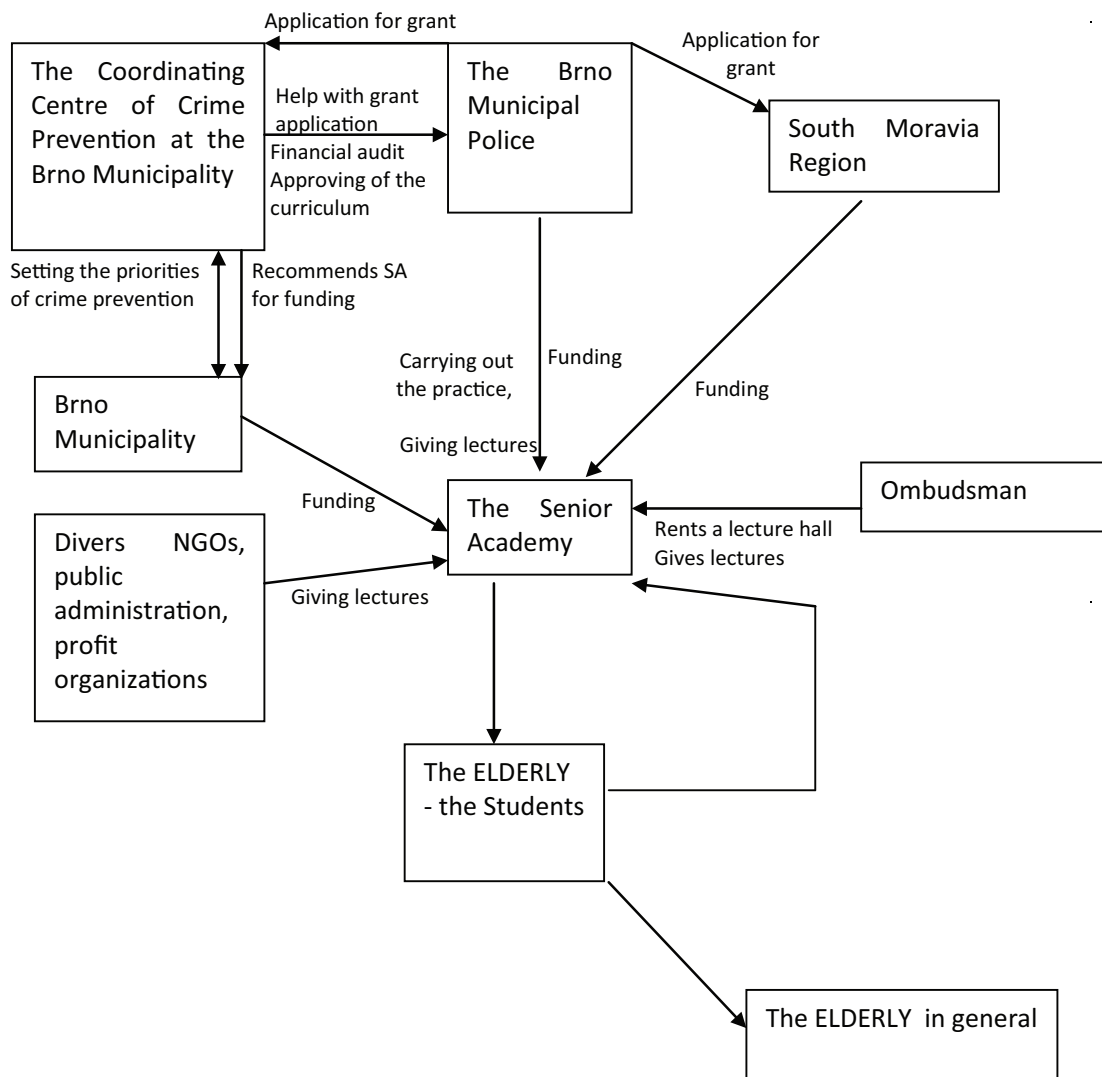 Application for grant
The Coordinating
Centre of Crime
Prevention at the
Brno Municipality
Help with grant
application
Financial audit
Approving of the
curriculum
The Brno
Municipal
Police
Application for
grant
South Moravia
Region
Setting the priorities
of crime prevention
Recommends SA
for funding
Brno
Municipality
Carrying out
the practice,
Giving lectures
Funding
Funding
Funding
The Senior
Academy
Ombudsman
Rents a lecture hall
Gives lectures
Divers NGOs,
public
administration,
profit
organizations
Giving lectures
The ELDERLY
- the Students
The ELDERLY in general